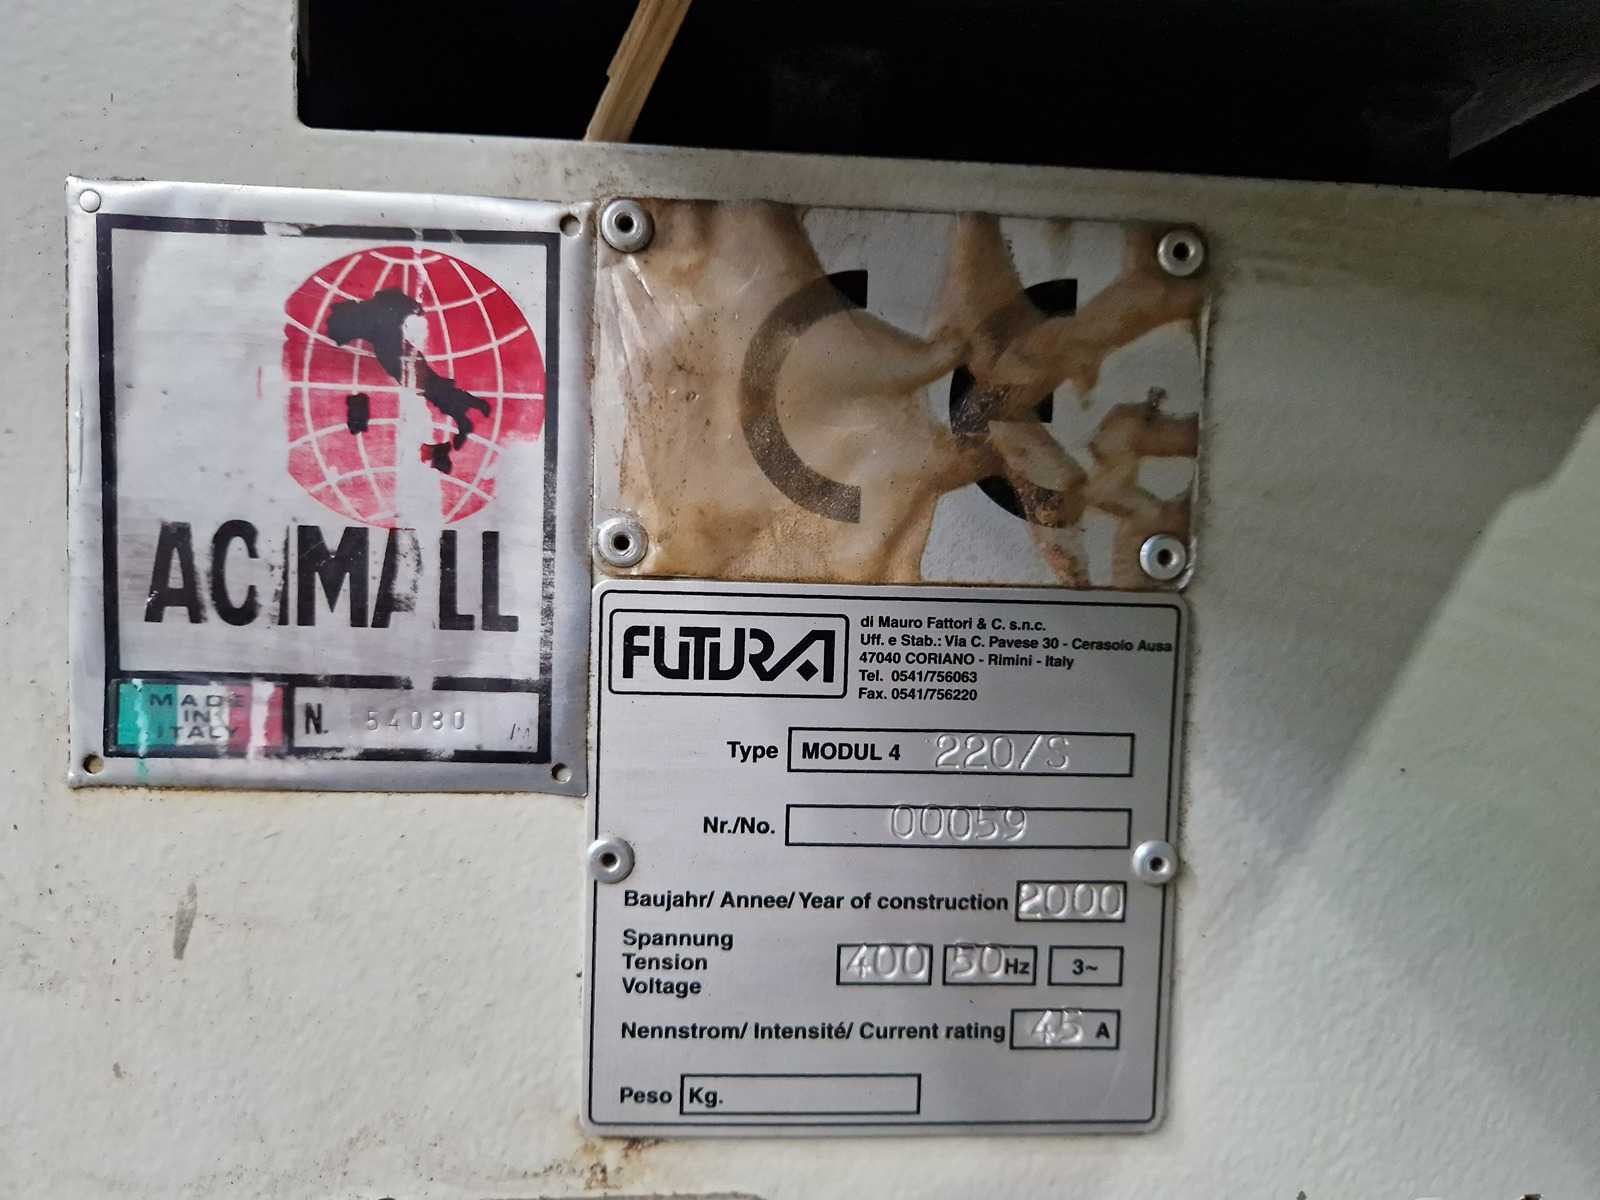 ACIMALL
MADE
IN
ITALY
N. 54080 /M
CE
FUTURA
di Mauro Fattori & C. s.n.c.
Uff. e Stab.: Via C. Pavese 30 - Cerasolo Ausa
47040 CORIANO - Rimini - Italy
Tel. 0541/756063
Fax. 0541/756220
Type MODUL 4 220/S
Nr./No. 00059
Baujahr/ Annee/ Year of construction 2000
Spannung
Tension 400 50 Hz 3~
Voltage
Nennstrom/ Intensité/ Current rating 45 A
Peso Kg.